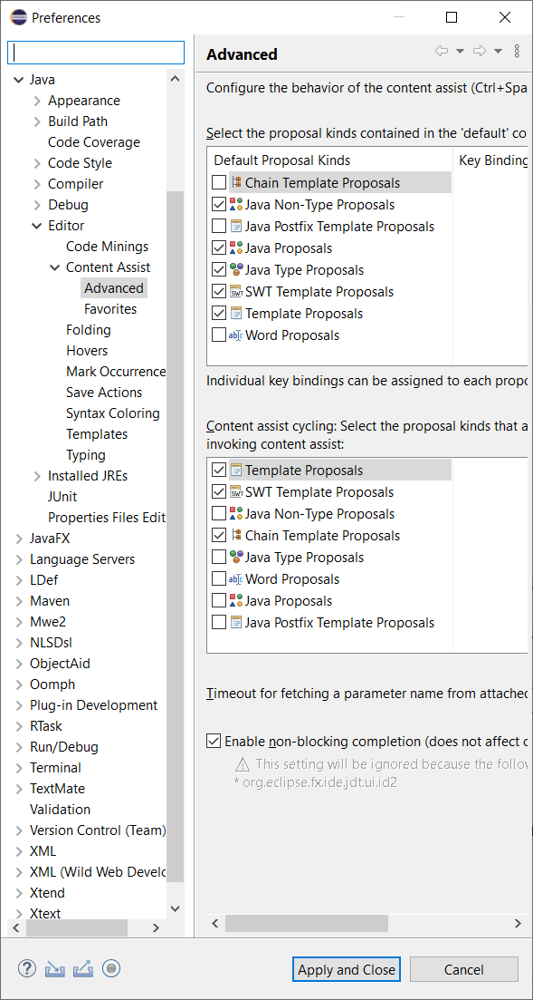 Preferences
Java
Appearance
Build Path
Code Coverage
Code Style
Compiler
Debug
Editor
Code Minings
Content Assist
Advanced
Favorites
Folding
Hovers
Mark Occurrence
Save Actions
Syntax Coloring
Templates
Typing
Installed JREs
JUnit
Properties Files Edit
JavaFX
Language Servers
LDef
Maven
Mwe2
NLSDsl
ObjectAid
Oomph
Plug-in Development
RTask
Run/Debug
Terminal
TextMate
Validation
Version Control (Team)
XML
XML (Wild Web Develo
Xtend
Xtext
Advanced
Configure the behavior of the content assist (Ctrl+Spa
Select the proposal kinds contained in the 'default' co
Default Proposal Kinds Key Binding
Chain Template Proposals
Java Non-Type Proposals
Java Postfix Template Proposals
Java Proposals
Java Type Proposals
SWT SWT Template Proposals
Template Proposals
ab|c Word Proposals
Individual key bindings can be assigned to each propo
Content assist cycling: Select the proposal kinds that a
invoking content assist:
Template Proposals
SWT SWT Template Proposals
Java Non-Type Proposals
Chain Template Proposals
Java Type Proposals
ab|c Word Proposals
Java Proposals
Java Postfix Template Proposals
Timeout for fetching a parameter name from attached
Enable non-blocking completion (does not affect c
This setting will be ignored because the follow
* org.eclipse.fx.ide.jdt.ui.id2
? Apply and Close Cancel